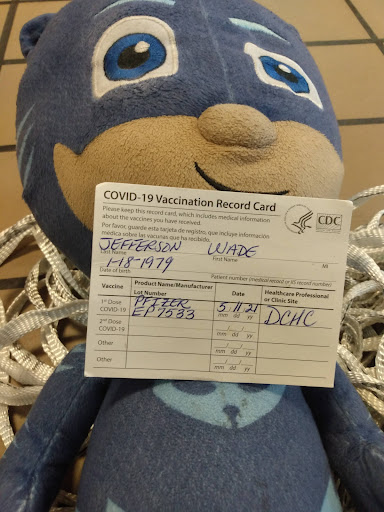 COVID-19 Vaccination Record Card
Please keep this record card, which includes medical information
about the vaccines you have received.
Por favor, guarde esta tarjeta de registro, que incluye información
médica sobre las vacunas que ha recibido.
CDC
JEFFERSON WADE
Last Name First Name MI
1-18-1979
Date of birth Patient number (medical record or IIS record number)
Vaccine Product Name/Manufacturer Date Healthcare Professional
Lot Number or Clinic Site
1st Dose PFIZER 5 11 21 DCHC
COVID-19 EP7533 mm dd yy
2nd Dose / /
COVID-19 mm dd yy
Other / /
mm dd yy
Other / /
mm dd yy